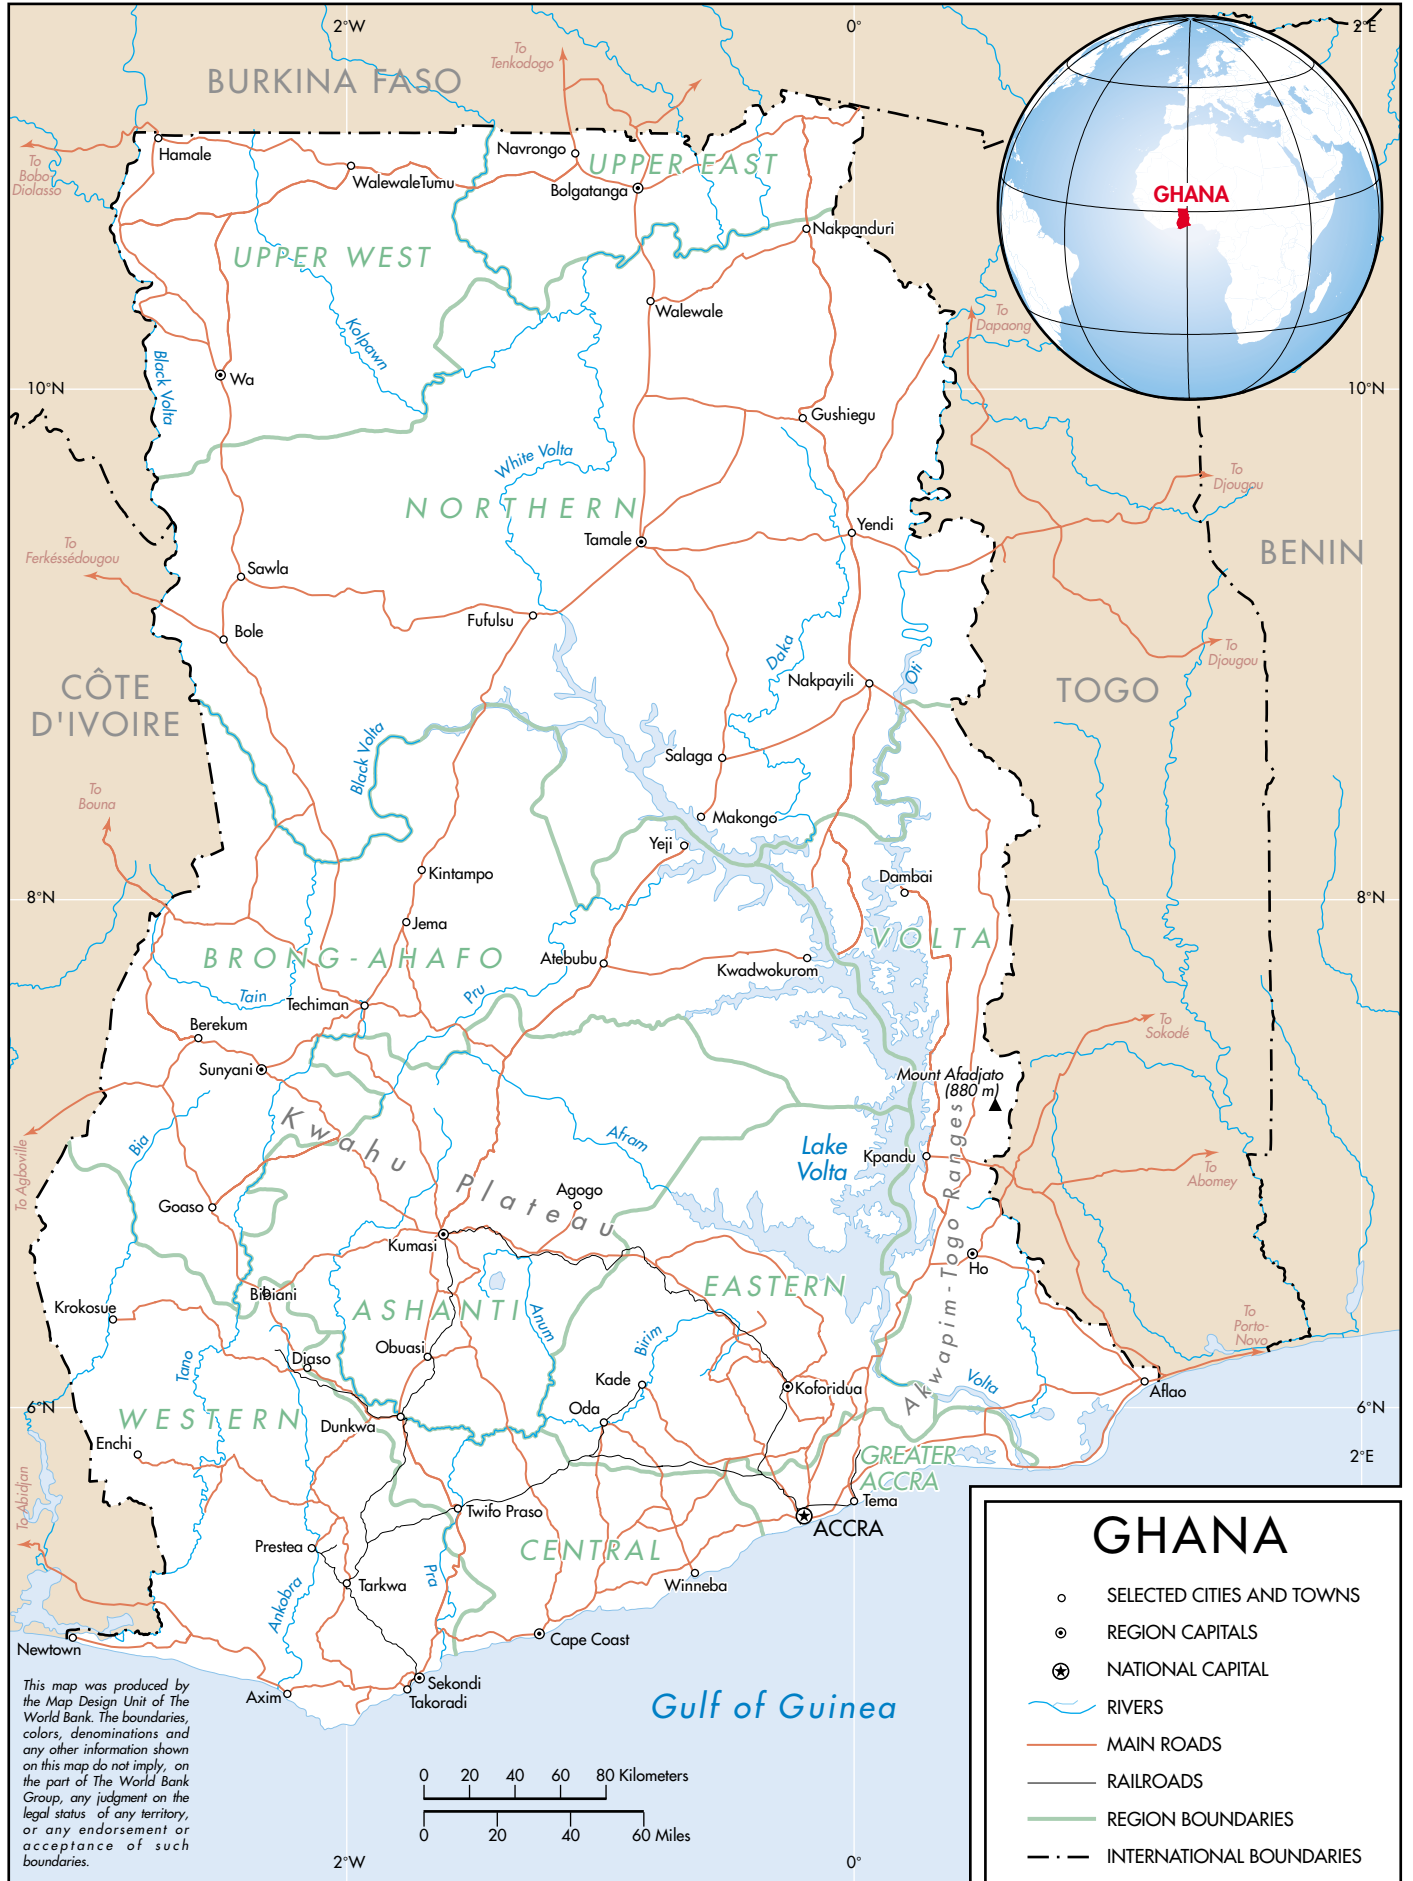 2°W
0°
2°E
To
Tenkodogo
BURKINA FASO
GHANA
Hamale
To
Bobo-
Diolasso
WalewaleTumu
Navrongo
UPPER EAST
Bolgatanga
Nakpanduri
UPPER WEST
Walewale
To
Dapaong
Kolpawn
Black Volta
Wa
10°N
10°N
Gushiegu
White Volta
To
Djougou
NORTHERN
Yendi
Tamale
BENIN
To
Ferkéssédougou
Sawla
Fufulsu
Bole
Daka
To
Djougou
Oti
CÔTE
D'IVOIRE
Nakpayili
TOGO
Black Volta
Salaga
To
Bouna
Makongo
Yeji
Kintampo
Dambai
8°N
8°N
Jema
VOLTA
BRONG-AHAFO
Atebubu
Kwadwokurom
Tain
Techiman
Pru
Berekum
To
Sokodé
Sunyani
Mount Afadjato
(880 m)
Kwahu Plateau
Bia
Afram
To Agboville
Lake
Volta
Kpandu
To
Abomey
Agogo
Goaso
Akwapim-Togo Ranges
Kumasi
Ho
EASTERN
Bibiani
Krokosue
ASHANTI
Anum
To
Porto-
Novo
Birim
Obuasi
Diaso
Tano
Kade
Koforidua
Volta
Aflao
6°N
6°N
WESTERN
Oda
Dunkwa
Enchi
GREATER
ACCRA
2°E
To Abidjan
Tema
Twifo Praso
ACCRA
Prestea
CENTRAL
Pra
Tarkwa
Winneba
Ankobra
Newtown
Cape Coast
Sekondi
Takoradi
Axim
Gulf of Guinea
This map was produced by
the Map Design Unit of The
World Bank. The boundaries,
colors, denominations and
any other information shown
on this map do not imply, on
the part of The World Bank
Group, any judgment on the
legal status of any territory,
or any endorsement or
acceptance of such
boundaries.
0 20 40 60 80 Kilometers
0 20 40 60 Miles
2°W
0°
GHANA
SELECTED CITIES AND TOWNS
REGION CAPITALS
NATIONAL CAPITAL
RIVERS
MAIN ROADS
RAILROADS
REGION BOUNDARIES
INTERNATIONAL BOUNDARIES